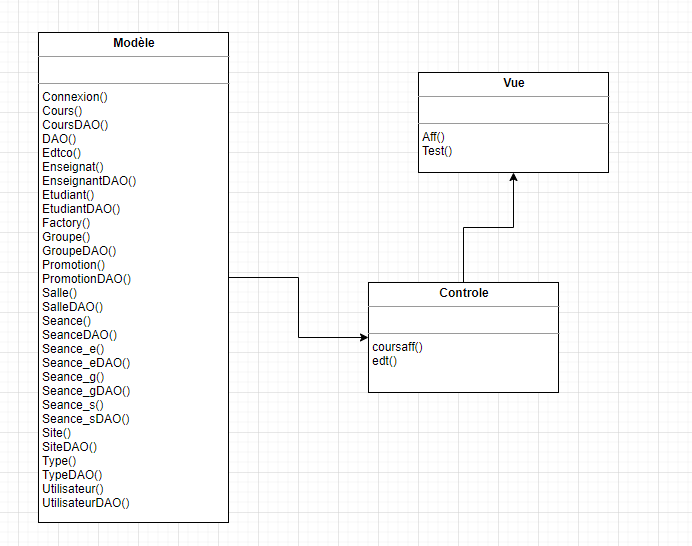 Modèle
Connexion()
Cours()
CoursDAO()
DAO()
Edtco()
Enseignat()
EnseignantDAO()
Etudiant()
EtudiantDAO()
Factory()
Groupe()
GroupeDAO()
Promotion()
PromotionDAO()
Salle()
SalleDAO()
Seance()
SeanceDAO()
Seance_e()
Seance_eDAO()
Seance_g()
Seance_gDAO()
Seance_s()
Seance_sDAO()
Site()
SiteDAO()
Type()
TypeDAO()
Utilisateur()
UtilisateurDAO()
Vue
Aff()
Test()
Controle
coursaff()
edt()